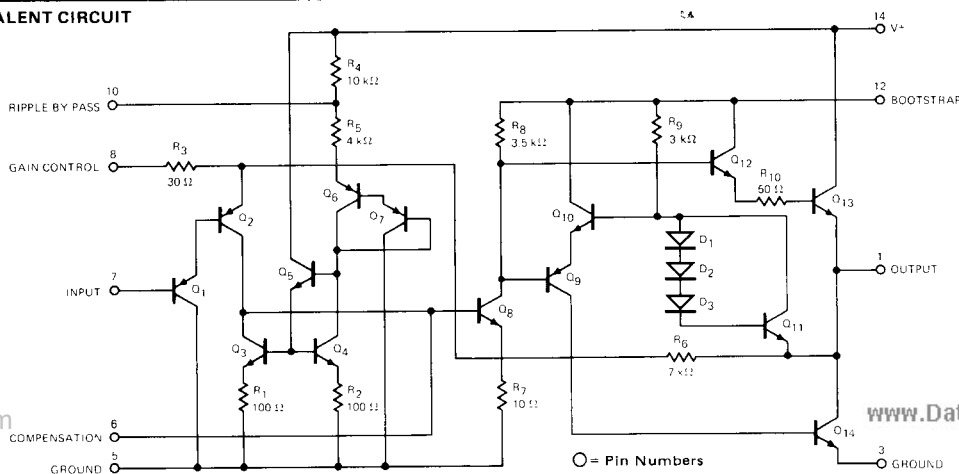 ALENT CIRCUIT
14
V+
R4
10 kΩ
10
RIPPLE BY PASS
12
BOOTSTRAP
R5
4 kΩ
R8
3.5 kΩ
R9
3 kΩ
8
GAIN CONTROL
R3
30 Ω
Q12
R10
50 Ω
Q6
Q7
Q13
Q2
Q10
D1
1
OUTPUT
7
INPUT
Q1
Q5
Q9
D2
D3
Q8
Q11
Q3
Q4
R6
7 kΩ
R1
100 Ω
R2
100 Ω
R7
10 Ω
m
www.Dat
6
COMPENSATION
Q14
5
GROUND
O= Pin Numbers
3
GROUND